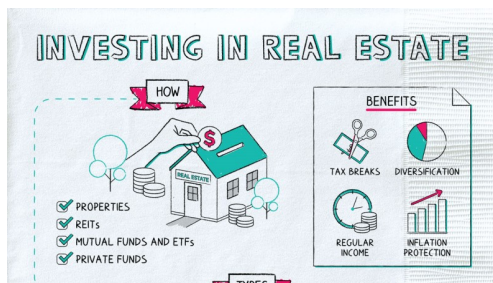 INVESTING IN REAL ESTATE
HOW
$
REAL ESTATE
PROPERTIES
REITs
MUTUAL FUNDS AND ETFs
PRIVATE FUNDS
BENEFITS
TAX BREAKS
DIVERSIFICATION
REGULAR
INCOME
INFLATION
PROTECTION
TYPES